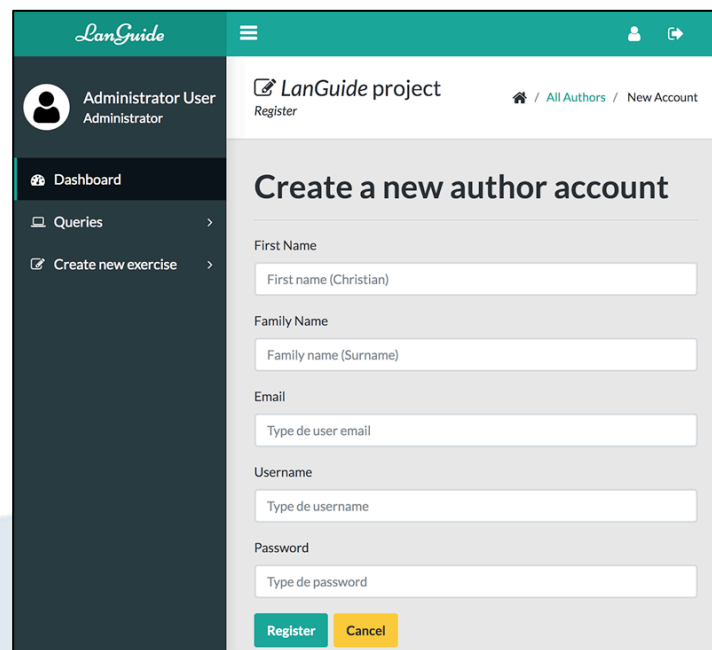 LanGuide
Administrator User
Administrator
Dashboard
Queries
Create new exercise
LanGuide project
Register
/ All Authors / New Account
Create a new author account
First Name
First name (Christian)
Family Name
Family name (Surname)
Email
Type de user email
Username
Type de username
Password
Type de password
Register Cancel